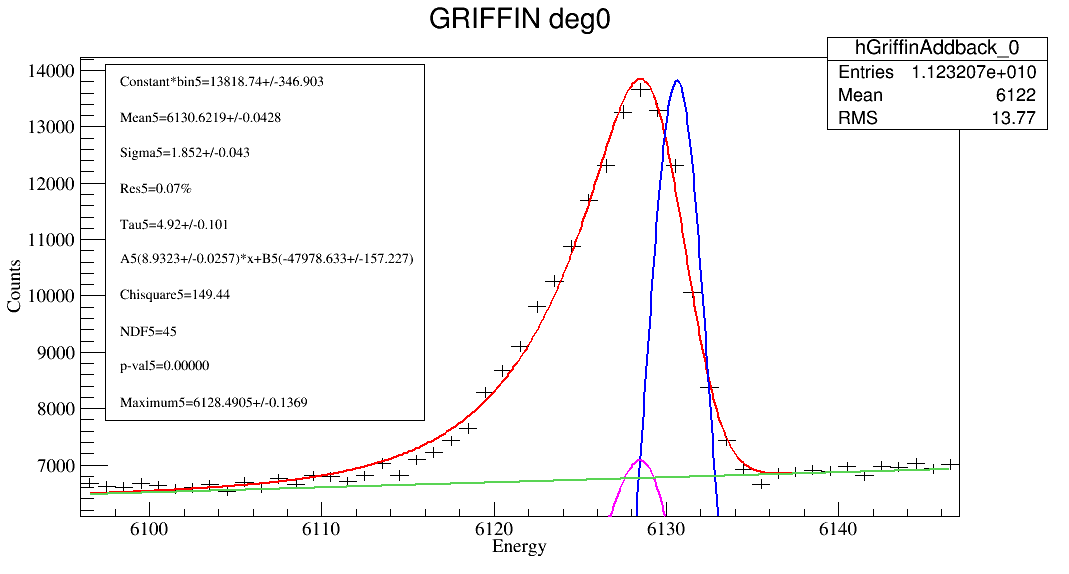 GRIFFIN deg0
hGriffinAddback_0
Entries 1.123207e+010
Mean 6122
RMS 13.77
Constant*bin5=13818.74+/-346.903
Mean5=6130.6219+/-0.0428
Sigma5=1.852+/-0.043
Res5=0.07%
Tau5=4.92+/-0.101
A5(8.9323+/-0.0257)*x+B5(-47978.633+/-157.227)
Chisquare5=149.44
NDF5=45
p-val5=0.00000
Maximum5=6128.4905+/-0.1369
Counts
14000
13000
12000
11000
10000
9000
8000
7000
6100 6110 6120 6130 6140
Energy